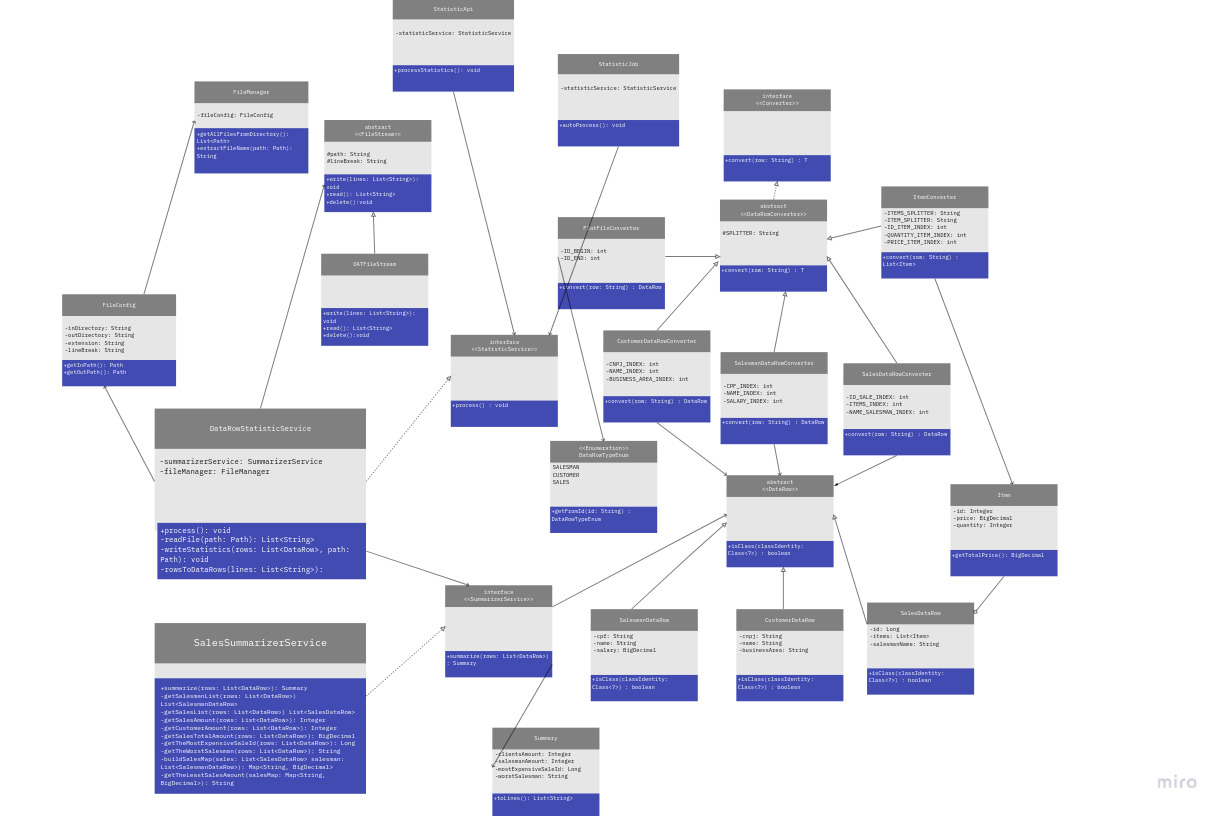 StatisticApi
-statisticService: StatisticService
+processStatistics(): void
StatisticJob
-statisticService: StatisticService
+autoProcess(): void
FileManager
-fileConfig: FileConfig
+getAllFilesFromDirectory():
List<Path>
+extractFileName(path: Path):
String
interface
<<Converter>>
+convert(row: String) : T
abstract
<<FileStream>>
#path: String
#lineBreak: String
+write(lines: List<String>):
void
+read(): List<String>
+delete():void
ItemConverter
-ITEMS_SPLITTER: String
-ITEM_SPLITTER: String
-ID_ITEM_INDEX: int
-QUANTITY_ITEM_INDEX: int
-PRICE_ITEM_INDEX: int
+convert(row: String) :
List<Item>
abstract
<<DataRowConverter>>
#SPLITTER: String
+convert(row: String) : T
FlatFileConverter
-ID_BEGIN: int
-ID_END: int
+convert(row: String) : DataRow
DATFileStream
+write(lines: List<String>):
void
+read(): List<String>
+delete():void
FileConfig
-inDirectory: String
-outDirectory: String
-extension: String
-lineBreak: String
+getInPath(): Path
+getOutPath(): Path
interface
<<StatisticService>>
+process() : void
CustomerDataRowConverter
-CNPJ_INDEX: int
-NAME_INDEX: int
-BUSINESS_AREA_INDEX: int
+convert(row: String) : DataRow
SalesmanDataRowConverter
-CPF_INDEX: int
-NAME_INDEX: int
-SALARY_INDEX: int
+convert(row: String) : DataRow
SalesDataRowConverter
-ID_SALE_INDEX: int
-ITEMS_INDEX: int
-NAME_SALESMAN_INDEX: int
+convert(row: String) : DataRow
DataRowStatisticService
-summarizerService: SummarizerService
-fileManager: FileManager
+process(): void
-readFile(path: Path): List<String>
-writeStatistics(rows: List<DataRow>, path:
Path): void
-rowsToDataRows(lines: List<String>):
<<Enumeration>>
DataRowTypeEnum
SALESMAN
CUSTOMER
SALES
+getFromId(id: String) :
DataRowTypeEnum
abstract
<<DataRow>>
+isClass(classIdentity:
Class<?>) : boolean
Item
-id: Integer
-price: BigDecimal
-quantity: Integer
+getTotalPrice(): BigDecimal
interface
<<SummarizerService>>
+summarize(rows: List<DataRow>)
: Summary
SalesmanDataRow
-cpf: String
-name: String
-salary: BigDecimal
+isClass(classIdentity:
Class<?>) : boolean
CustomerDataRow
-cnpj: String
-name: String
-businessArea: String
+isClass(classIdentity:
Class<?>) : boolean
SalesDataRow
-id: Long
-items: List<Item>
-salesmanName: String
+isClass(classIdentity:
Class<?>) : boolean
SalesSummarizerService
+summarize(rows: List<DataRow>): Summary
-getSalesmenList(rows: List<DataRow>)
List<SalesmanDataRow>
-getSalesList(rows: List<DataRow>) List<SalesDataRow>
-getSalesAmount(rows: List<DataRow>): Integer
-getCustomerAmount(rows: List<DataRow>): Integer
-getSalesTotalAmount(rows: List<DataRow>): BigDecimal
-getTheMostExpensiveSaleId(rows: List<DataRow>): Long
-getTheWorstSalesman(rows: List<DataRow>): String
-buildSalesMap(sales: List<SalesDataRow> salesman:
List<SalesmanDataRow>): Map<String, BigDecimal>
-getTheLeastSalesAmount(salesMap: Map<String,
BigDecimal>): String
Summary
-clientsAmount: Integer
-salesmanAmount: Integer
-mostExpensiveSaleId: Long
-worstSalesman: String
+toLines(): List<String>
miro